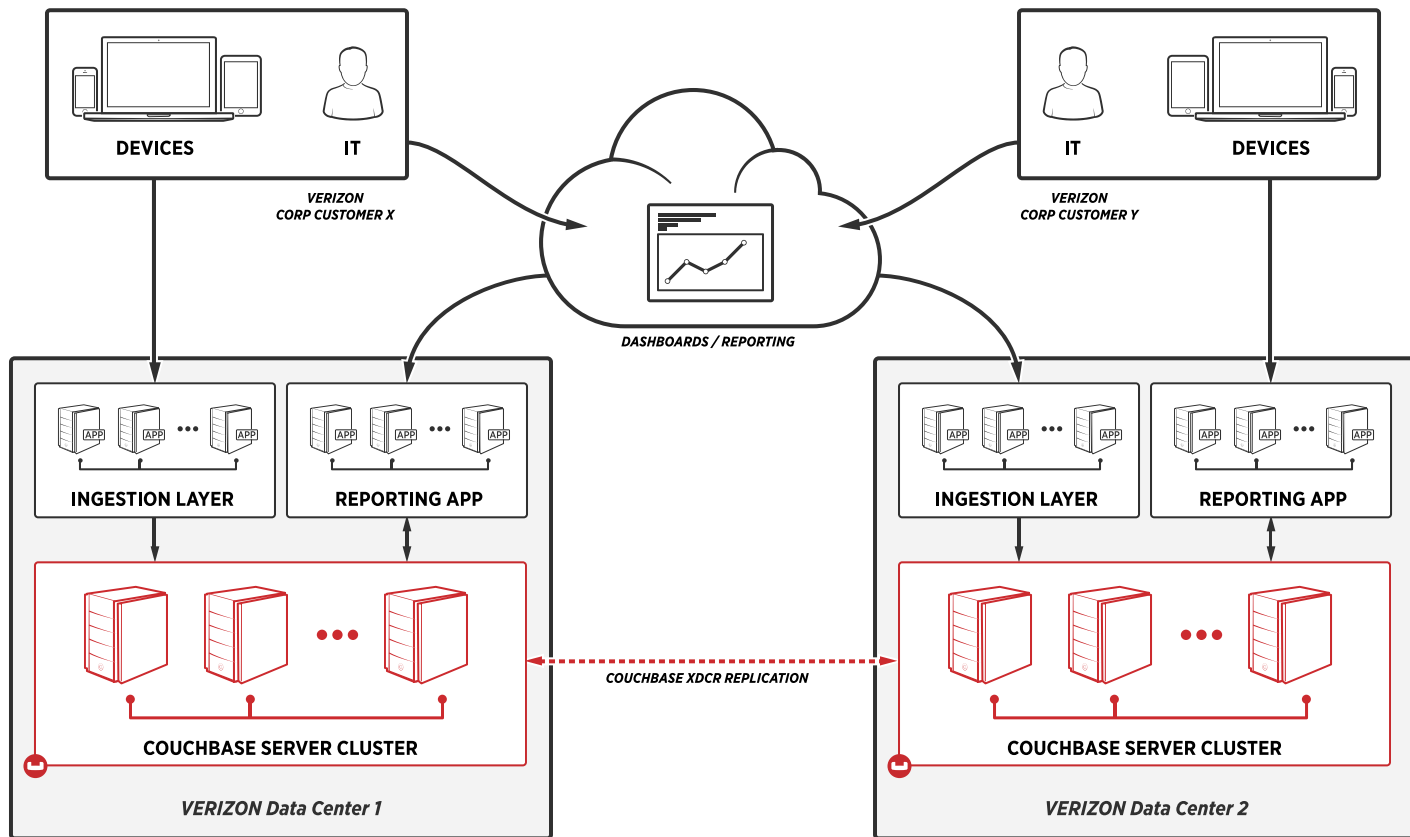 DEVICES
IT
VERIZON
CORP CUSTOMER X
IT
DEVICES
VERIZON
CORP CUSTOMER Y
DASHBOARDS / REPORTING
APP
APP
APP
INGESTION LAYER
APP
APP
APP
REPORTING APP
COUCHBASE SERVER CLUSTER
VERIZON Data Center 1
COUCHBASE XDCR REPLICATION
APP
APP
APP
INGESTION LAYER
APP
APP
APP
REPORTING APP
COUCHBASE SERVER CLUSTER
VERIZON Data Center 2